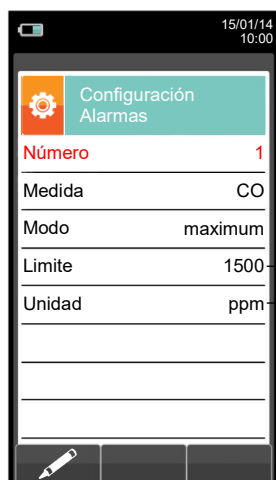 15/01/14
10:00
Configuración
Alarmas
Número 1
Medida CO
Modo maximum
Limite 1500
Unidad ppm